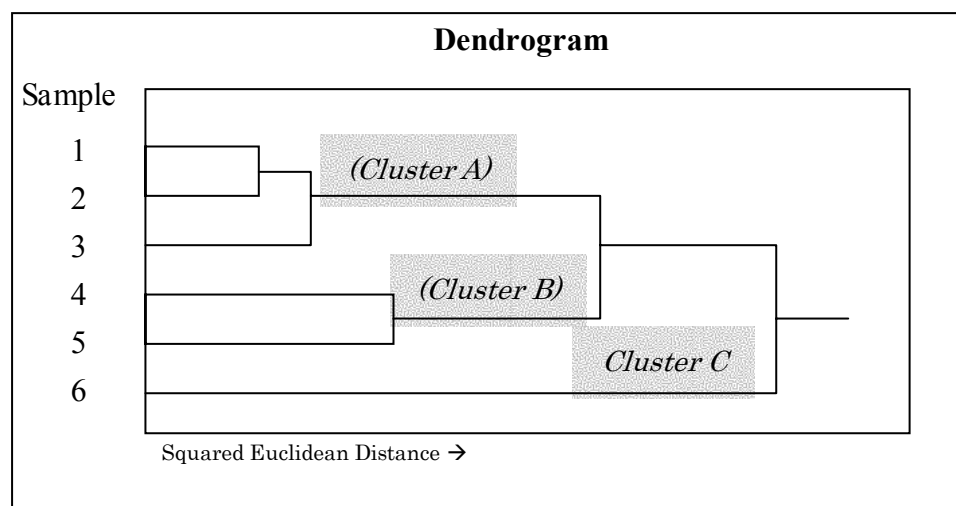 Dendrogram
Sample
1
(Cluster A)
2
3
4
(Cluster B)
5
Cluster C
6
Squared Euclidean Distance →